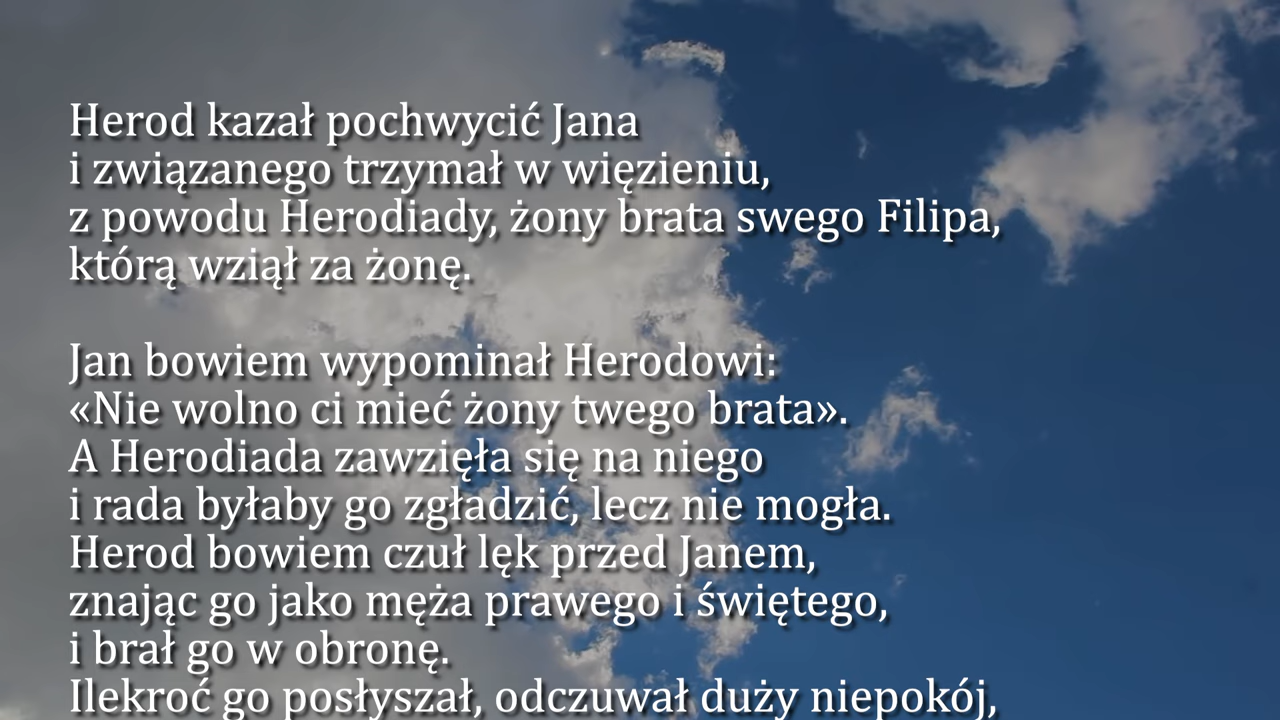 Herod kazał pochwycić Jana
i związanego trzymał w więzieniu,
z powodu Herodiady, żony brata swego Filipa,
którą wziął za żonę.
Jan bowiem wypominał Herodowi:
«Nie wolno ci mieć żony twego brata».
A Herodiada zawzięła się na niego
i rada byłaby go zgładzić, lecz nie mogła.
Herod bowiem czuł lęk przed Janem,
znając go jako męża prawego i świętego,
i brał go w obronę.
Ilekroć go posłyszał, odczuwał duży niepokój,